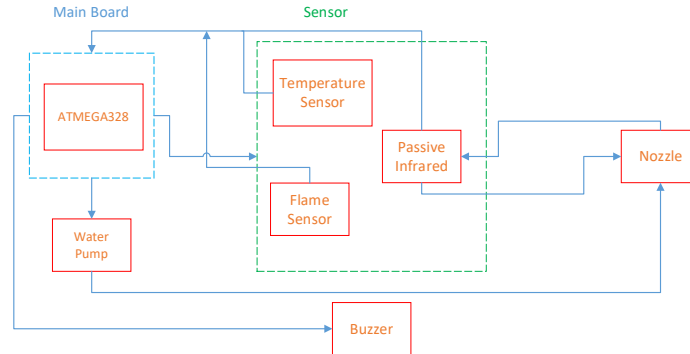 Main Board
Sensor
Temperature
Sensor
ATMEGA328
Passive
Infrared
Nozzle
Flame
Sensor
Water
Pump
Buzzer